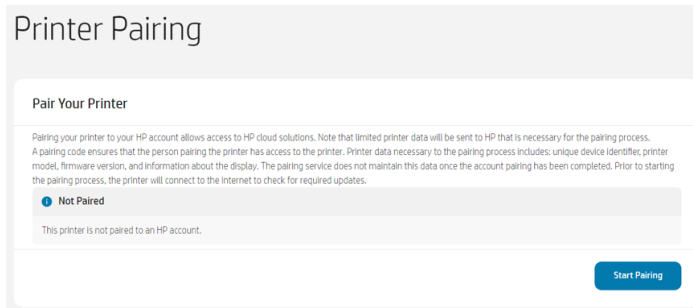 Printer Pairing
Pair Your Printer
Pairing your printer to your HP account allows access to HP cloud solutions. Note that limited printer data will be sent to HP that is necessary for the pairing process.
A pairing code ensures that the person pairing the printer has access to the printer. Printer data necessary to the pairing process includes: unique device identifier, printer
model, firmware version, and information about the display. The pairing service does not maintain this data once the account pairing has been completed. Prior to starting
the pairing process, the printer will connect to the Internet to check for required updates.
Not Paired
This printer is not paired to an HP account.
Start Pairing